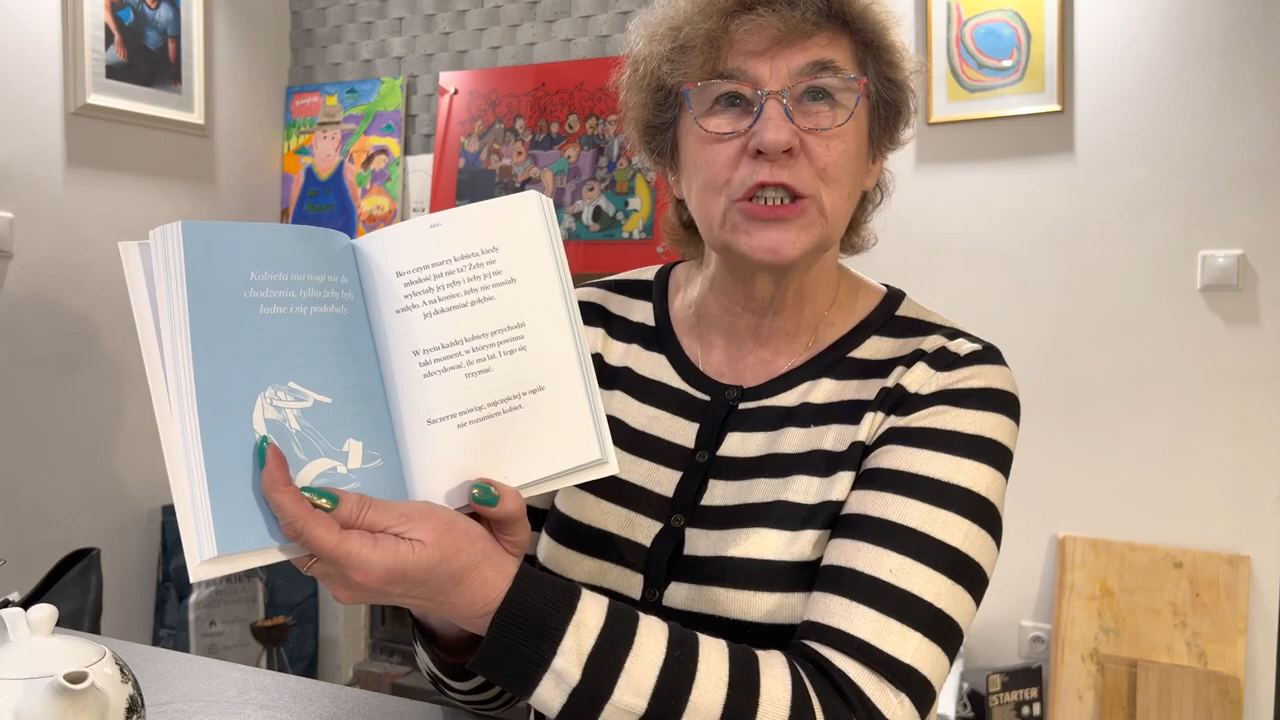 Kobieta ma nogi nie do
chodzenia, tylko żeby były
ładne i się podobały.
Bo o czym marzy kobieta, kiedy
młodość już nie ta? Żeby nie
wyleciały jej zęby i żeby jej nie
wzdęło. A na koniec, żeby nie musiały
jej dokarmiać gołębie.
W życiu każdej kobiety przychodzi
taki moment, w którym powinna
zdecydować, ile ma lat. I tego się
trzymać.
Szczerze mówiąc, najczęściej w ogóle
nie rozumiem kobiet.
STARTER